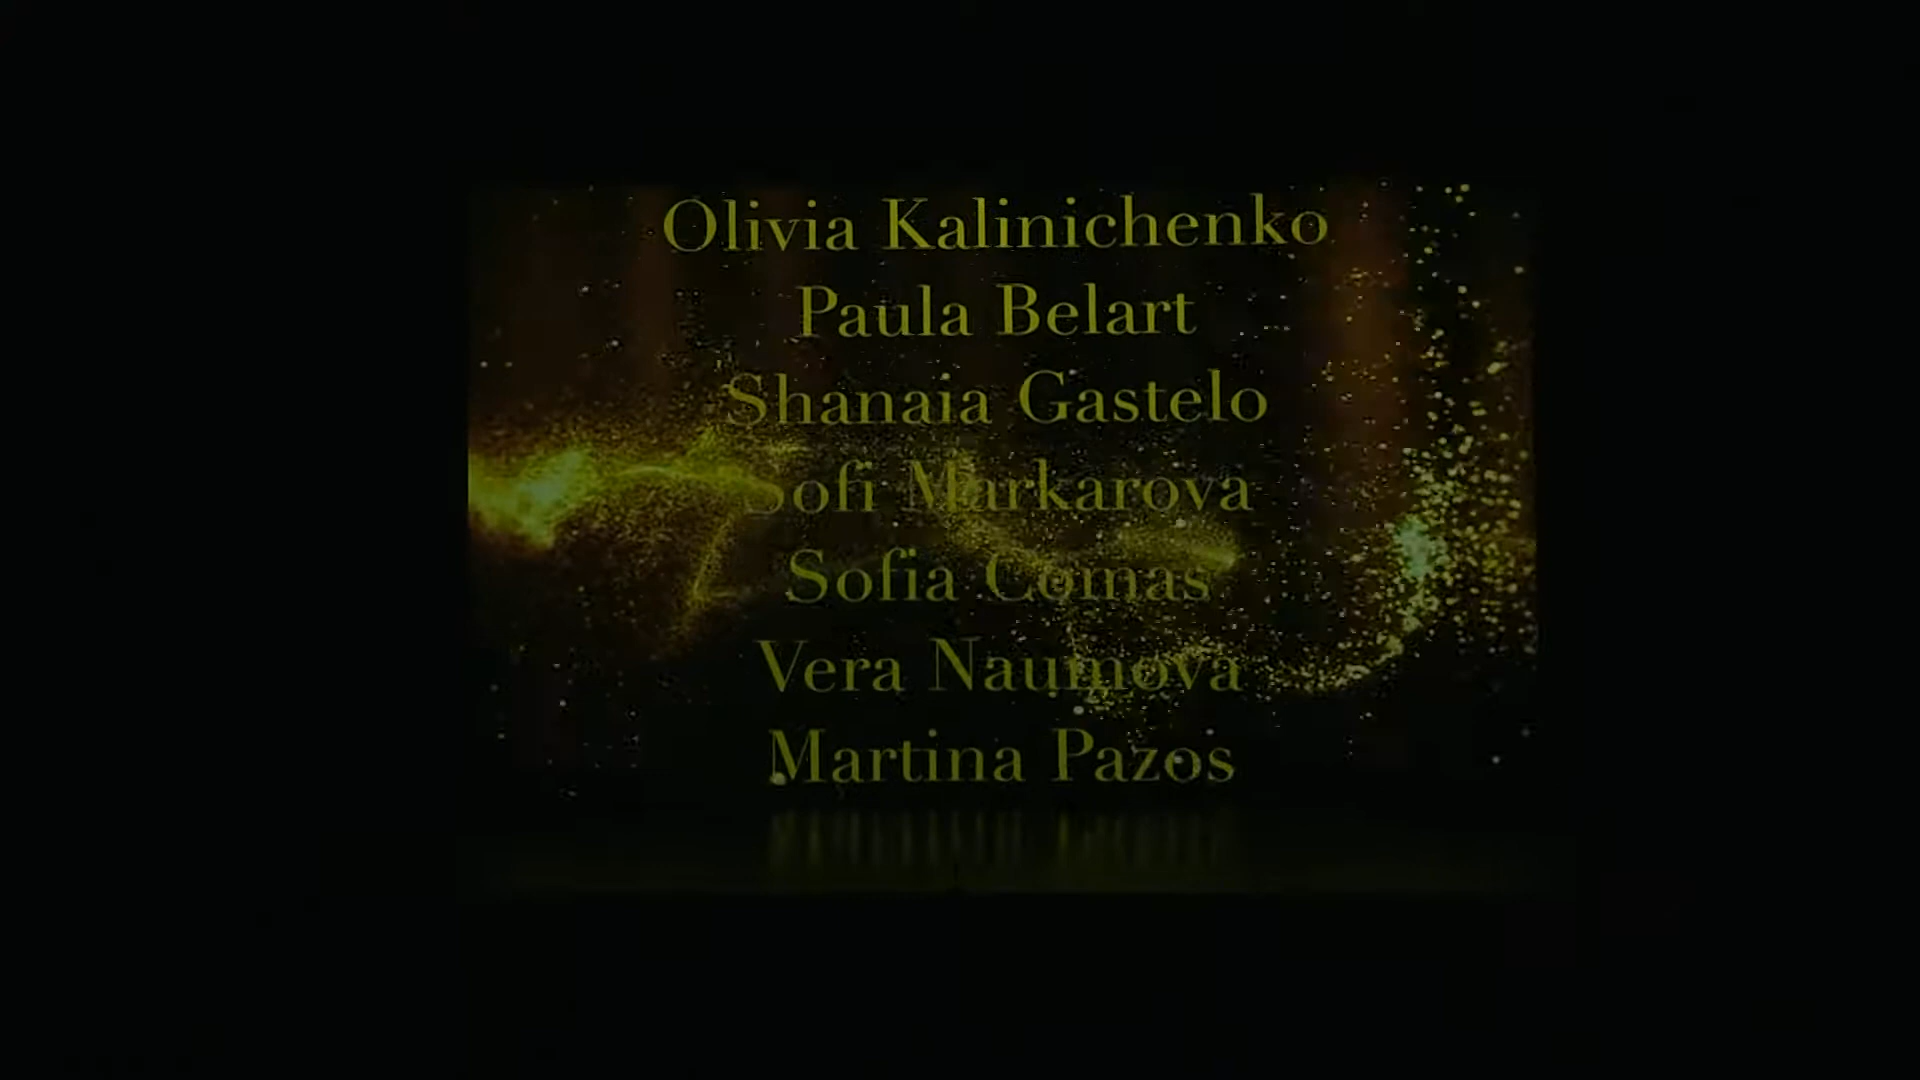 Olivia Kalinichenko
Paula Belart
Shanaia Gastelo
Sofi Markarova
Sofia Comas
Vera Naumova
Martina Pazos